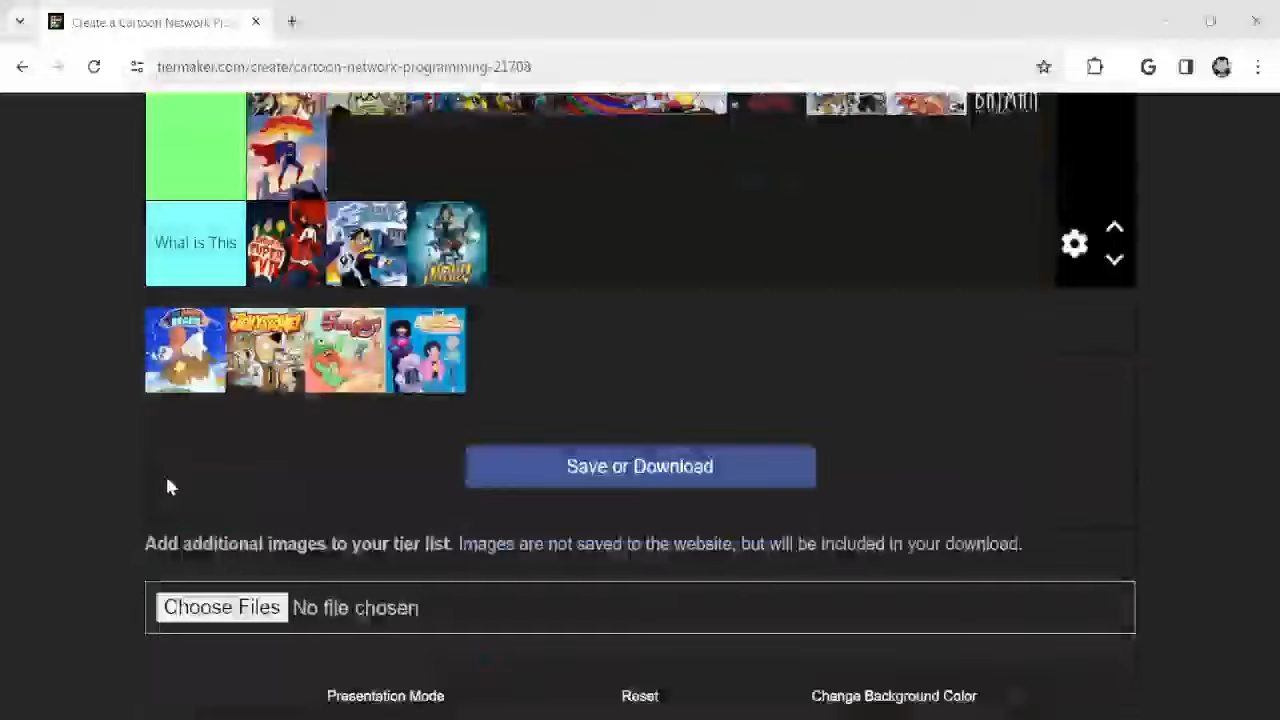 Create a Cartoon Network Pr
tiermaker.com/create/cartoon-network-programming-21708
BATMAN
What is This
Save or Download
Add additional images to your tier list. Images are not saved to the website, but will be included in your download.
Choose Files No file chosen
Presentation Mode Reset Change Background Color